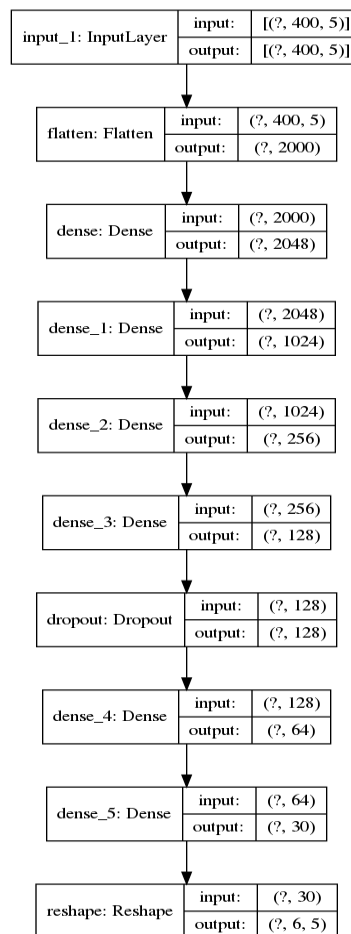 input_1: InputLayer input: [(?, 400, 5)]
output: [(?, 400, 5)]
flatten: Flatten input: (?, 400, 5)
output: (?, 2000)
dense: Dense input: (?, 2000)
output: (?, 2048)
dense_1: Dense input: (?, 2048)
output: (?, 1024)
dense_2: Dense input: (?, 1024)
output: (?, 256)
dense_3: Dense input: (?, 256)
output: (?, 128)
dropout: Dropout input: (?, 128)
output: (?, 128)
dense_4: Dense input: (?, 128)
output: (?, 64)
dense_5: Dense input: (?, 64)
output: (?, 30)
reshape: Reshape input: (?, 30)
output: (?, 6, 5)